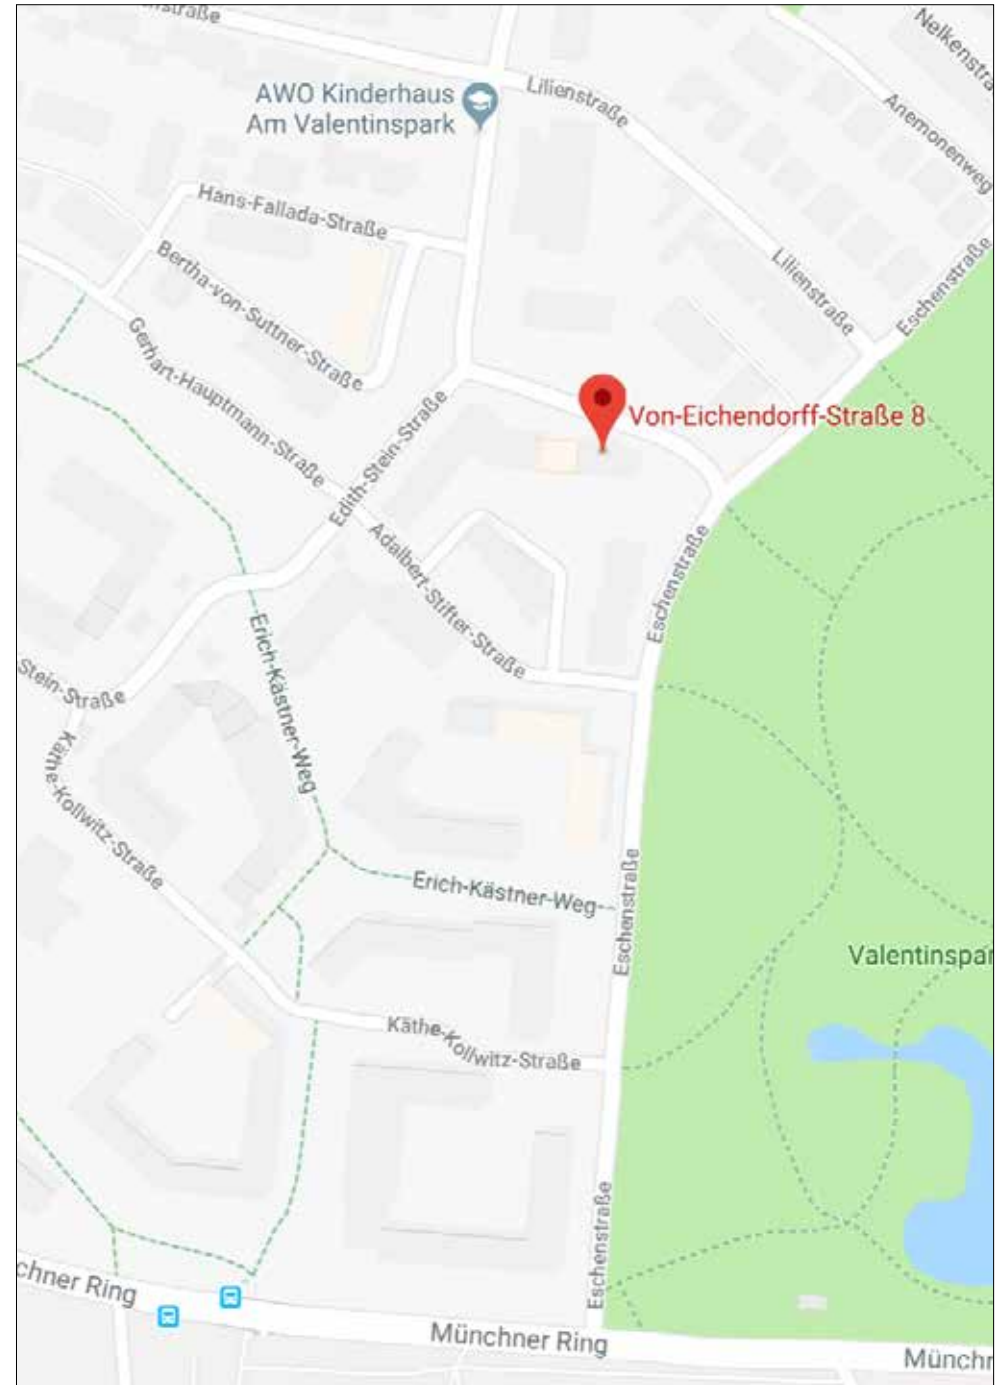 nstraße
Nelkenstra
AWO Kinderhaus
Am Valentinspark
Lilienstraße
Anemonenweg
Hans-Fallada-Straße
Bertha-von-Suttner-Straße
Lilienstraße
Eschenstraße
Gerhart-Hauptmann-Straße
Von-Eichendorff-Straße 8
Edith-Stein-Straße
Adalbert-Stifter-Straße
Eschenstraße
Erich-Kästner-Weg
Stein-Straße
Käthe-Kollwitz-Straße
Erich-Kästner-Weg
Eschenstraße
Valentinspar
Käthe-Kollwitz-Straße
Eschenstraße
chner Ring
Münchner Ring
Münchn